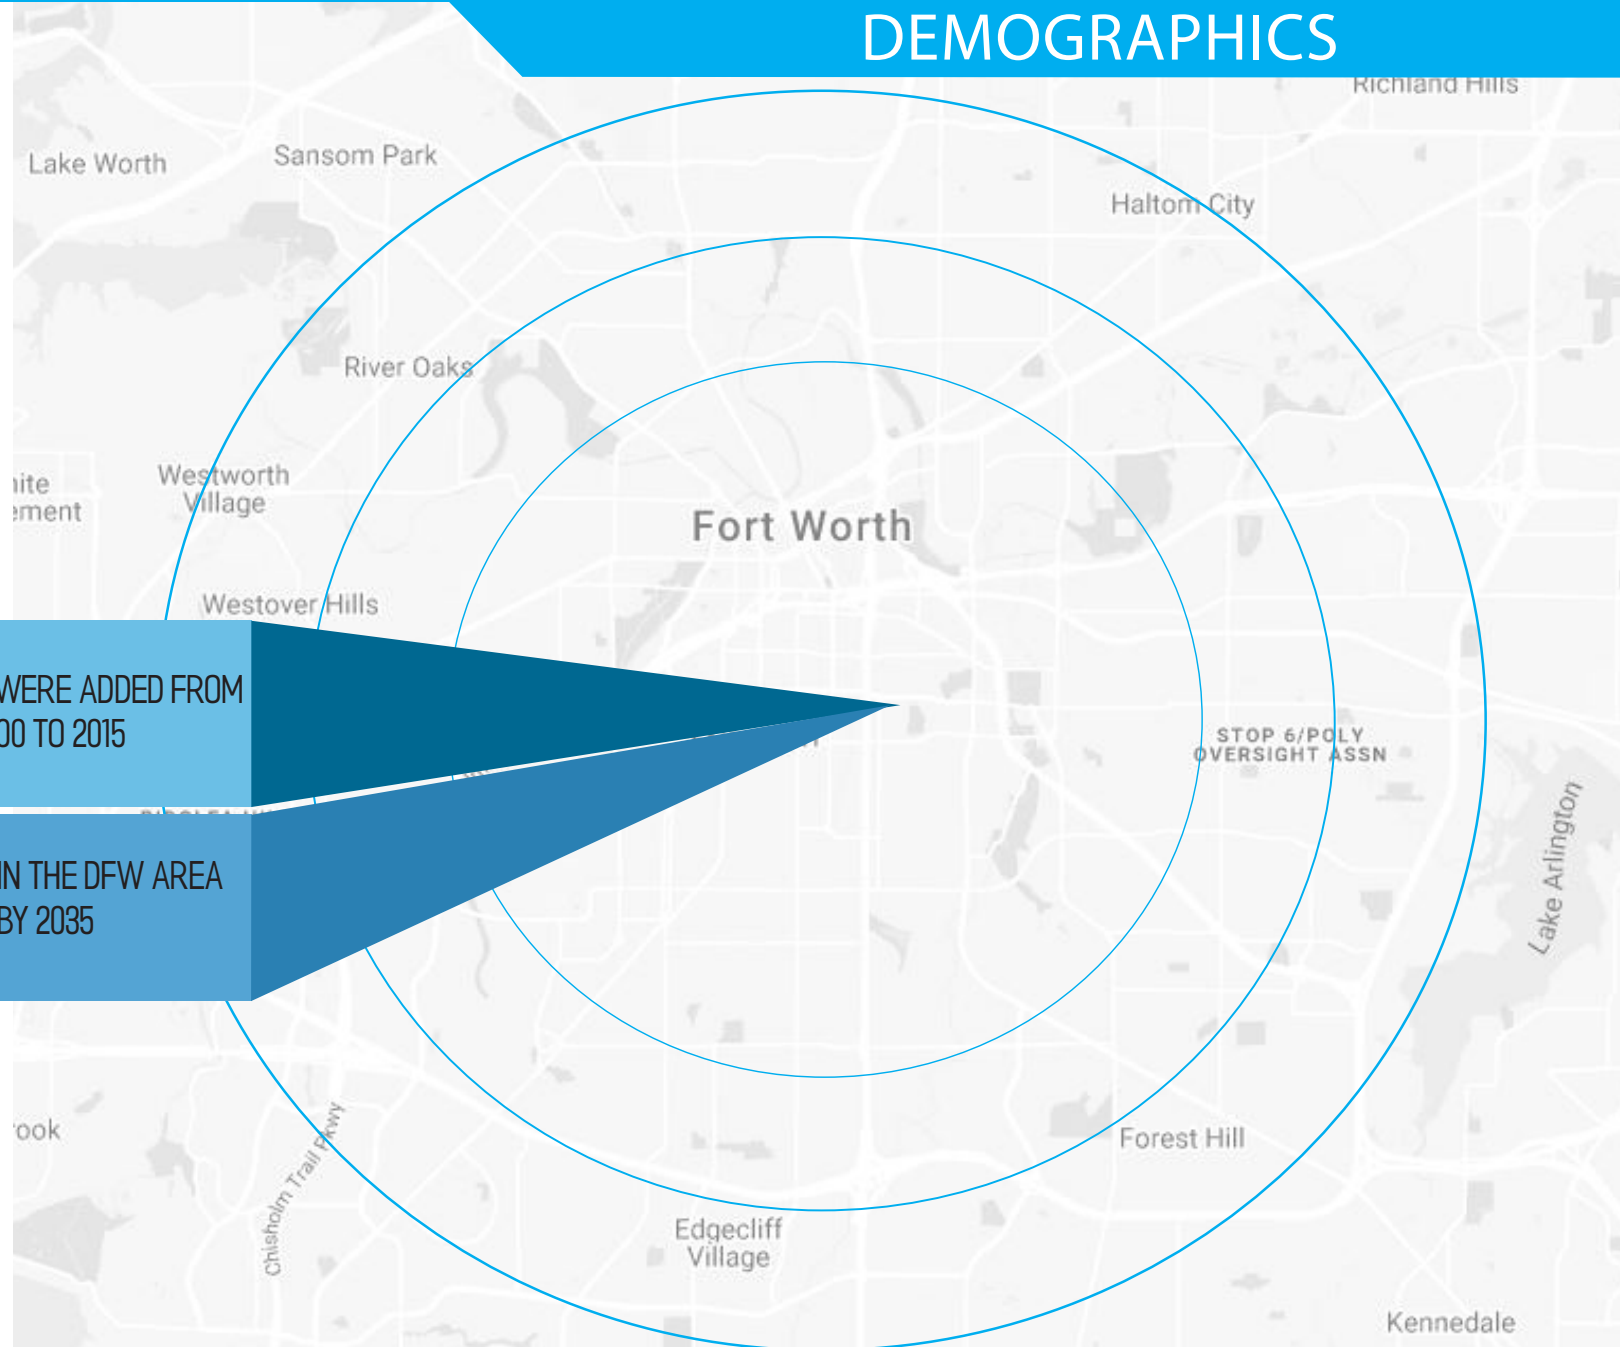 DEMOGRAPHICS
Richland Hills
Lake Worth
Sansom Park
Haltom City
River Oaks
Westworth
Village
Fort Worth
Westover Hills
WERE ADDED FROM
00 TO 2015
STOP 6/POLY
OVERSIGHT ASSN
Lake Arlington
IN THE DFW AREA
BY 2035
Chisholm Trail Pkwy
Forest Hill
Edgecliff
Village
Kennedale